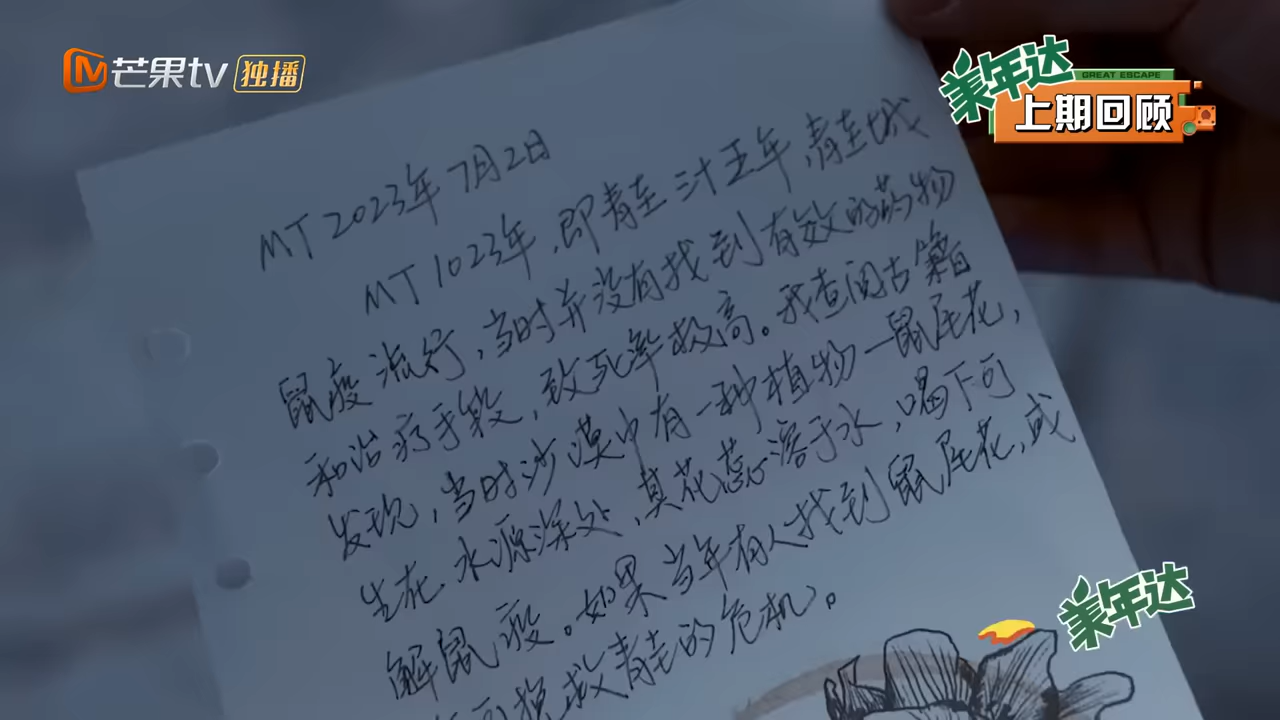 芒果tv 独播
美年达
GREAT ESCAPE
上期回顾
MT2023年7月2日
MT1023年,即青圭三十五年,青圭城
鼠疫流行,当时并没有找到有效的药物
和治疗手段,致死率极高。我查阅古籍
发现,当时沙漠中有一种植物—鼠尾花,
生在水源深处,其花蕊溶于水,喝下可
解鼠疫。如果当年有人找到鼠尾花,或
可挽救青圭的危机。
美年达